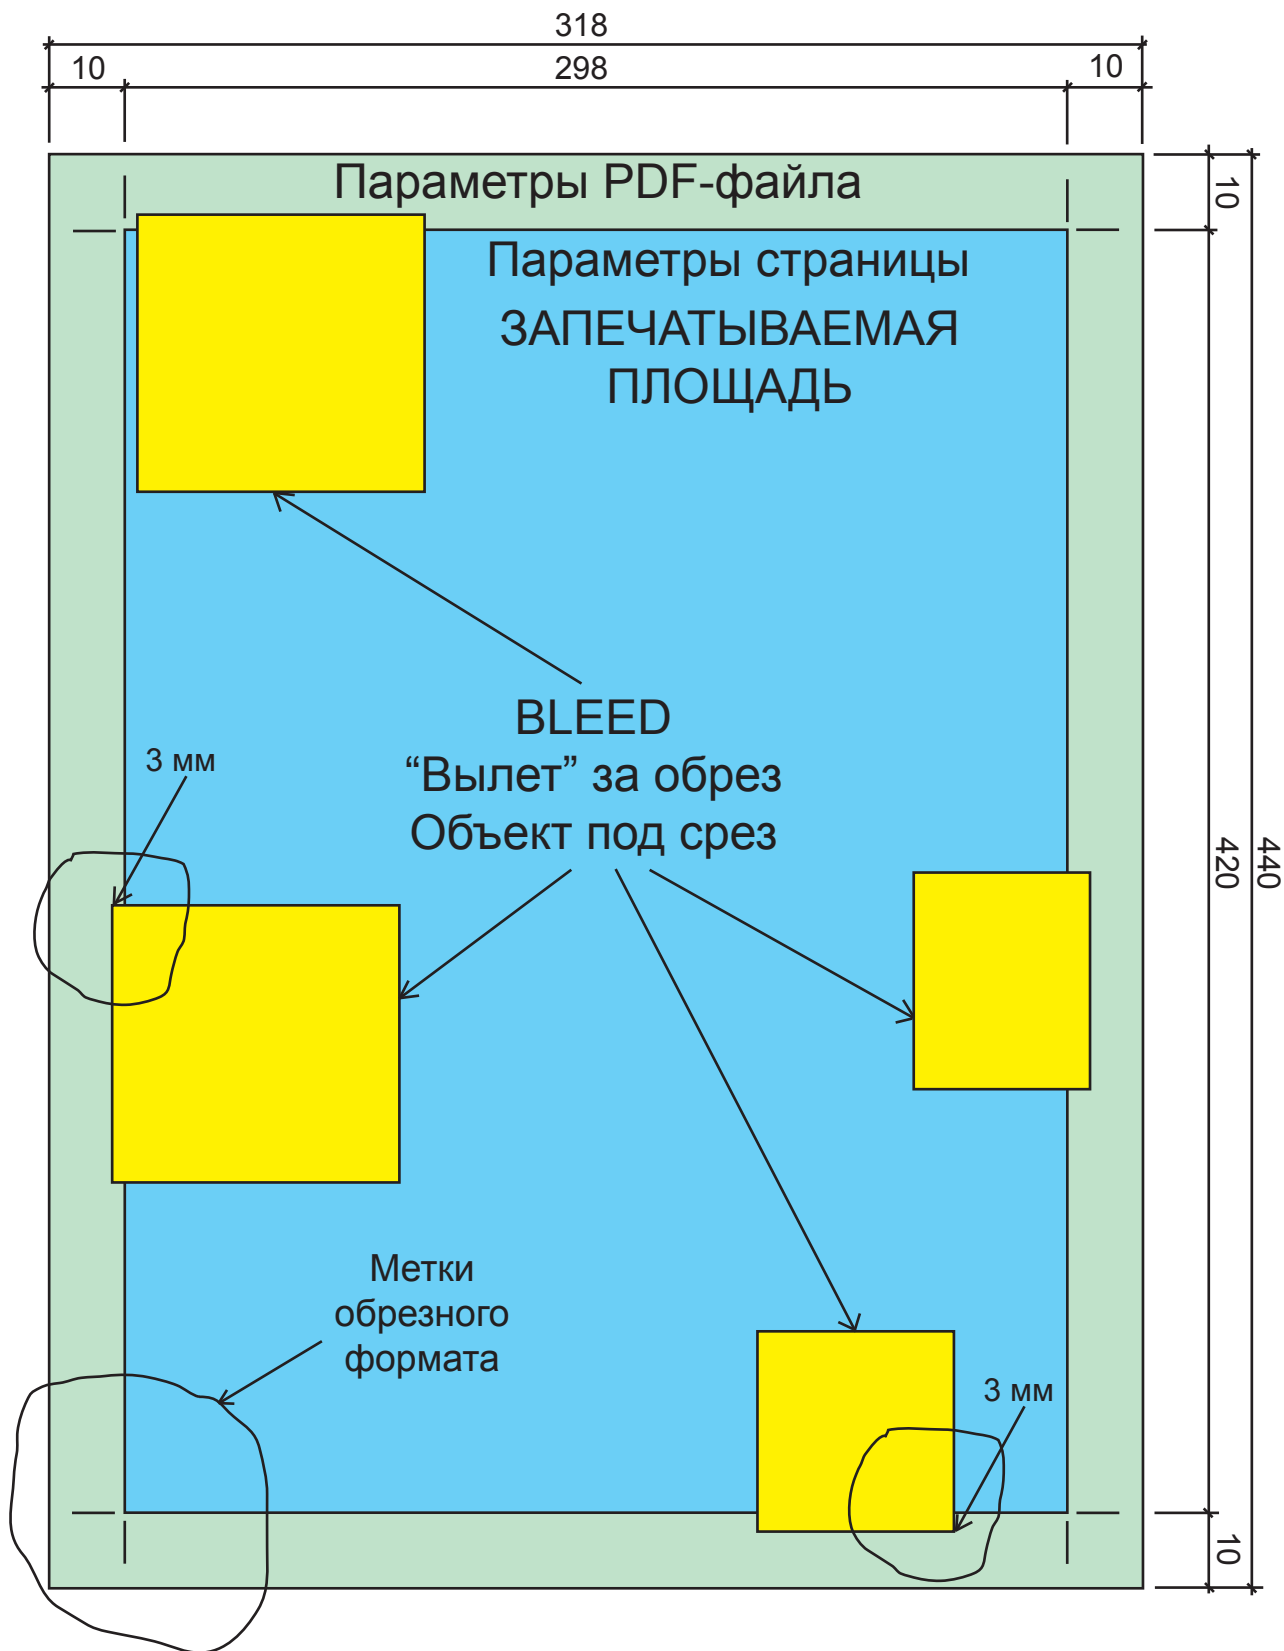 318
10
298
10
Параметры PDF-файла
10
Параметры страницы
ЗАПЕЧАТЫВАЕМАЯ
ПЛОЩАДЬ
BLEED
“Вылет” за обрез
Объект под срез
3 мм
420
440
Метки
обрезного
формата
3 мм
10